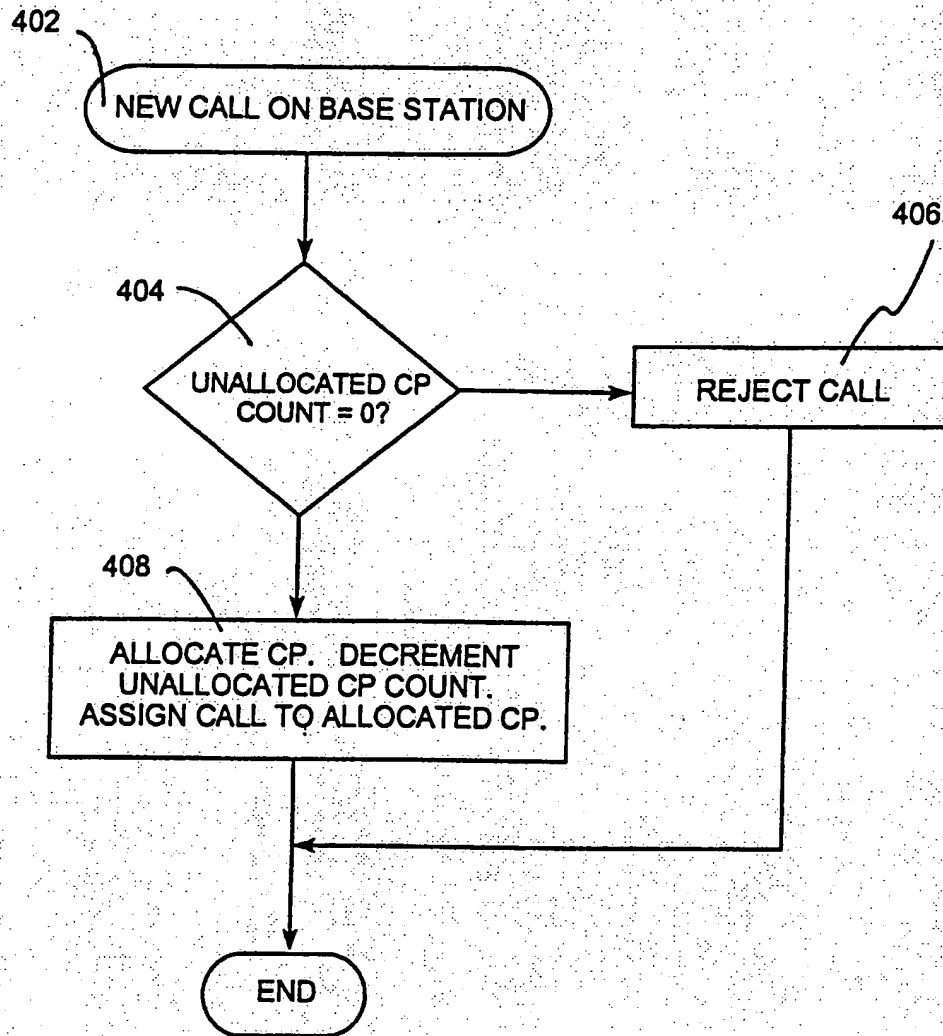 402
NEW CALL ON BASE STATION
404
UNALLOCATED CP
COUNT = 0?
406
REJECT CALL
408
ALLOCATE CP. DECREMENT
UNALLOCATED CP COUNT.
ASSIGN CALL TO ALLOCATED CP.
END